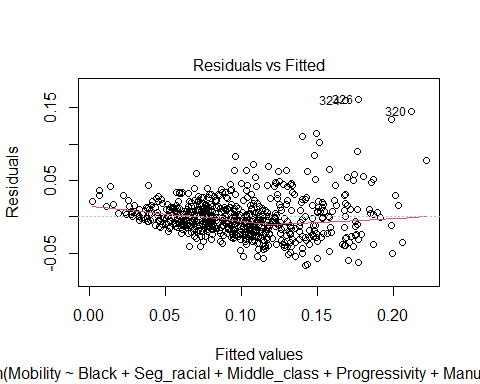 Residuals vs Fitted
326
320
0.15
0.05
-0.05
Residuals
0.00 0.05 0.10 0.15 0.20
Fitted values
n(Mobility ~ Black + Seg_racial + Middle_class + Progressivity + Manu